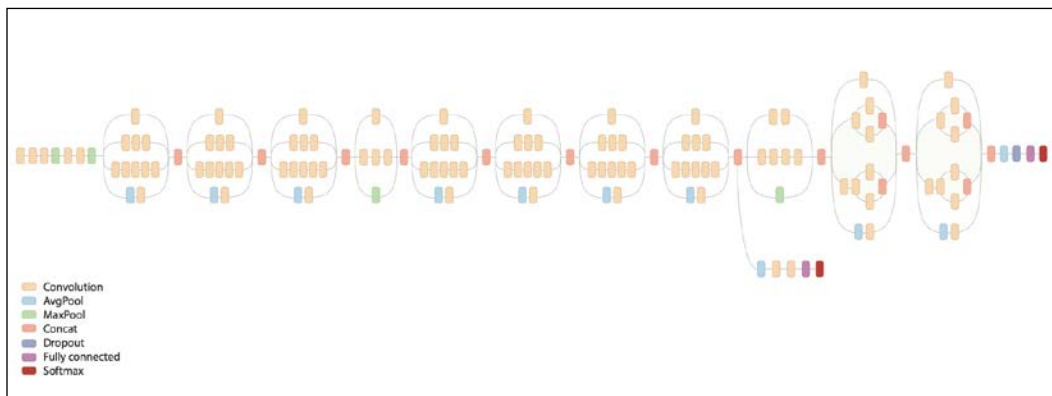 Convolution
AvgPool
MaxPool
Concat
Dropout
Fully connected
Softmax